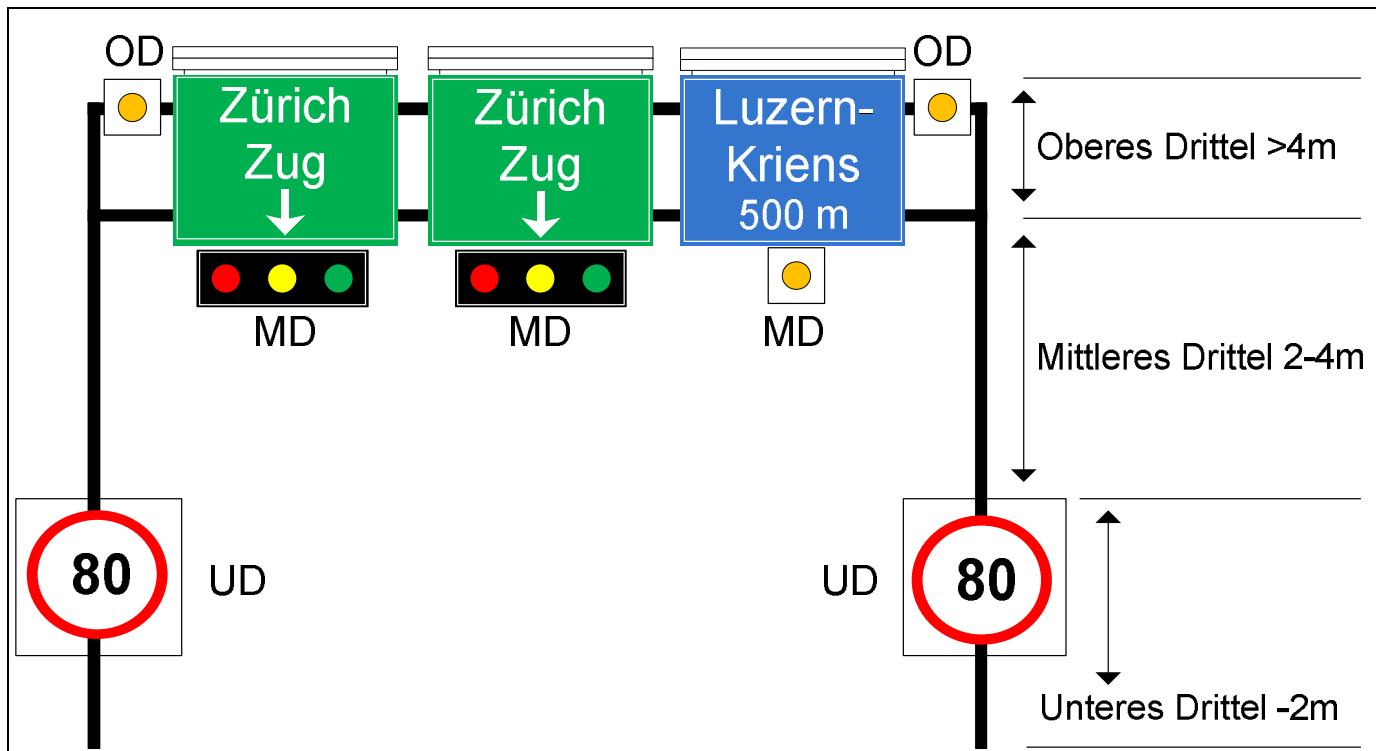 OD
OD
Zürich
Zug
Zürich
Zug
Luzern-
Kriens
500 m
Oberes Drittel >4m
MD
MD
MD
Mittleres Drittel 2-4m
80
UD
UD
80
Unteres Drittel -2m